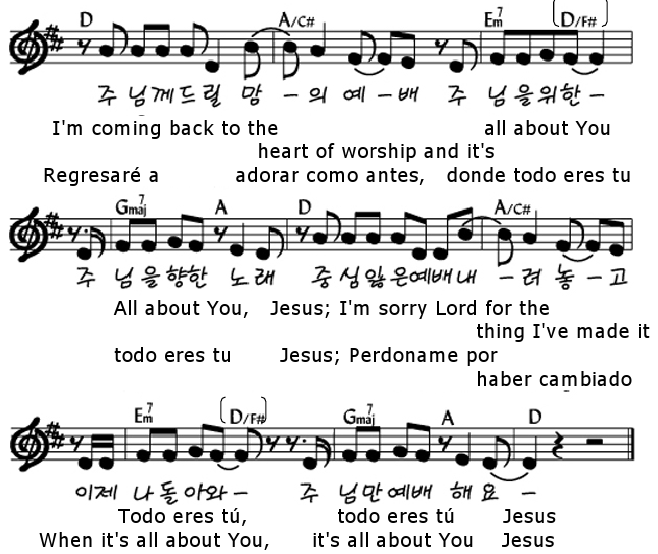 D A/C# Em7 (D/F#)
주 님께드릴 맘 - 의 예 - 배 주 님을위한 -
I'm coming back to the all about You
heart of worship and it's
Regresaré a adorar como antes, donde todo eres tu
Gmaj7 A D A/C#
주 님을향한 노래 중심잃은예배내 - 려 놓 - 고
All about You, Jesus; I'm sorry Lord for the
thing I've made it
todo eres tu Jesus; Perdoname por
haber cambiado
Em7 (D/F#) Gmaj7 A D
이제 나돌아와 - 주 님만예배 해요 -
Todo eres tú, todo eres tú Jesus
When it's all about You, it's all about You Jesus